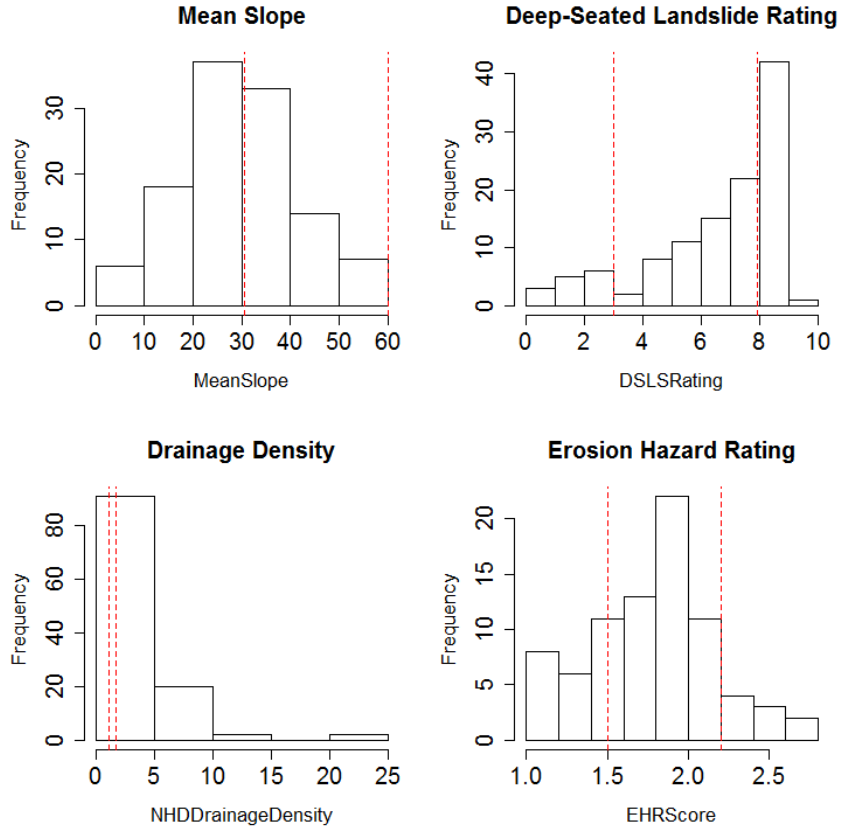 Mean Slope
Frequency
0 10 20 30
0 10 20 30 40 50 60
MeanSlope
Deep-Seated Landslide Rating
Frequency
0 10 20 30 40
0 2 4 6 8 10
DSLSRating
Drainage Density
Frequency
0 20 40 60 80
0 5 10 15 20 25
NHDDrainageDensity
Erosion Hazard Rating
Frequency
0 5 10 15 20
1.0 1.5 2.0 2.5
EHRScore